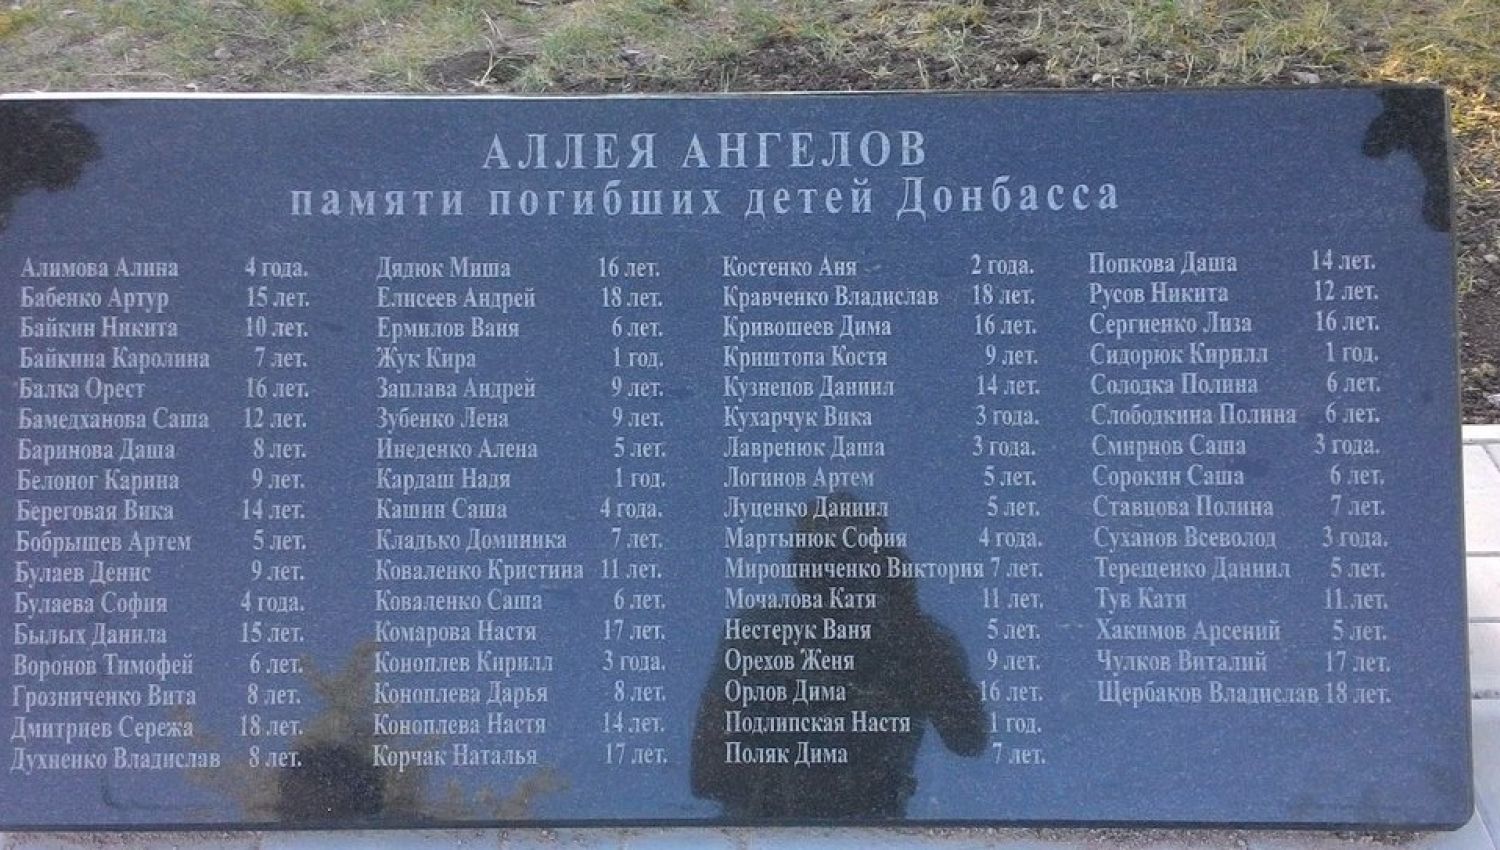 АЛЛЕЯ АНГЕЛОВ
памяти погибших детей Донбасса
Алимова Алина 4 года.
Бабенко Артур 15 лет.
Байкин Никита 10 лет.
Байкина Каролина 7 лет.
Балка Орест 16 лет.
Бамедханова Саша 12 лет.
Баринова Даша 8 лет.
Белоног Карина 9 лет.
Береговая Вика 14 лет.
Бобрышев Артем 5 лет.
Булаев Денис 9 лет.
Булаева София 4 года.
Былых Данила 15 лет.
Воронов Тимофей 6 лет.
Грозниченко Вита 8 лет.
Дмитриев Сережа 18 лет.
Духненко Владислав 8 лет.
Дядюк Миша 16 лет.
Елисеев Андрей 18 лет.
Ермилов Ваня 6 лет.
Жук Кира 1 год.
Заплава Андрей 9 лет.
Зубенко Лена 9 лет.
Инеденко Алена 5 лет.
Кардаш Надя 1 год.
Кашин Саша 4 года.
Кладько Доминика 7 лет.
Коваленко Кристина 11 лет.
Коваленко Саша 6 лет.
Комарова Настя 17 лет.
Коноплев Кирилл 3 года.
Коноплева Дарья 8 лет.
Коноплева Настя 14 лет.
Корчак Наталья 17 лет.
Костенко Аня 2 года.
Кравченко Владислав 18 лет.
Кривошеев Дима 16 лет.
Криштопа Костя 9 лет.
Кузнецов Даниил 14 лет.
Кухарчук Вика 3 года.
Лавренюк Даша 3 года.
Логинов Артем 5 лет.
Луценко Даниил 5 лет.
Мартынюк София 4 года.
Мирошниченко Виктория 7 лет.
Мочалова Катя 11 лет.
Нестерук Ваня 5 лет.
Орехов Женя 9 лет.
Орлов Дима 16 лет.
Подлипская Настя 1 год.
Поляк Дима 7 лет.
Попкова Даша 14 лет.
Русов Никита 12 лет.
Сергиенко Лиза 16 лет.
Сидорюк Кирилл 1 год.
Солодка Полина 6 лет.
Слободкина Полина 6 лет.
Смирнов Саша 3 года.
Сорокин Саша 6 лет.
Ставцова Полина 7 лет.
Суханов Всеволод 3 года.
Терещенко Даниил 5 лет.
Тув Катя 11 лет.
Хакимов Арсений 5 лет.
Чулков Виталий 17 лет.
Щербаков Владислав 18 лет.